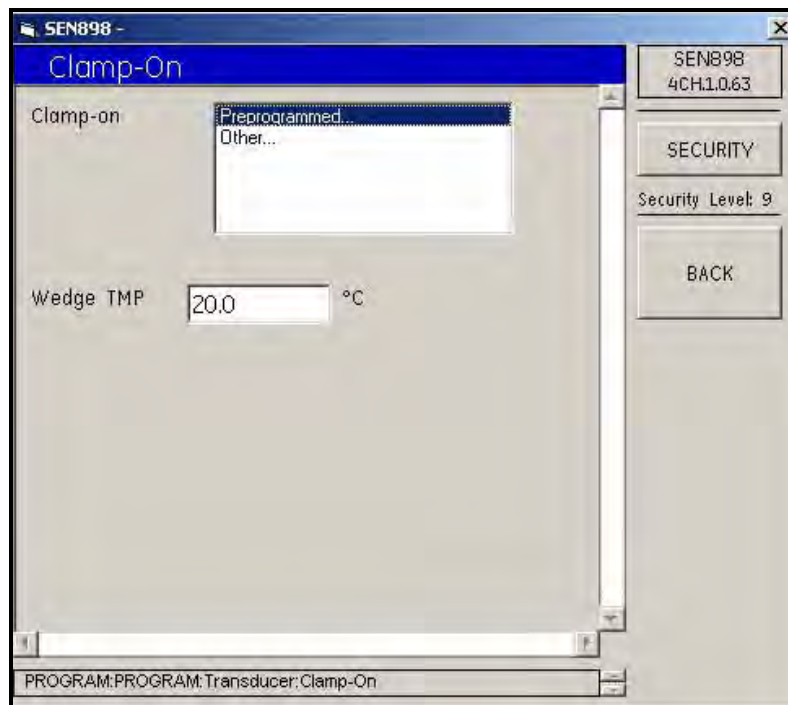 SEN898 -
Clamp-On
SEN898
4CH.1.0.63
Clamp-on
Preprogrammed...
Other...
SECURITY
Security Level: 9
BACK
Wedge TMP
20.0
°C
PROGRAM:PROGRAM:Transducer:Clamp-On